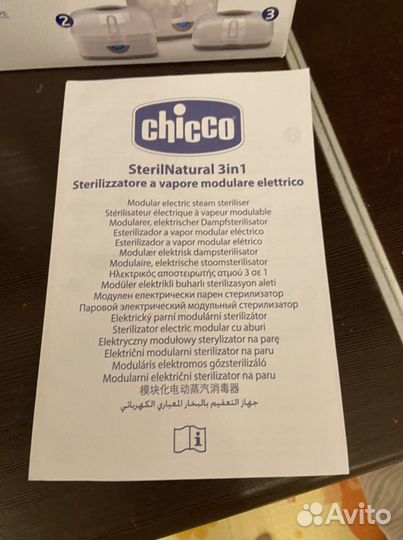 2
3
chicco
SterilNatural 3in1
Sterilizzatore a vapore modulare elettrico
Modular electric steam steriliser
Stérilisateur électrique à vapeur modulable
Modularer, elektrischer Dampfsterilisator
Esterilizador a vapor modular eléctrico
Esterilizador a vapor modular elétrico
Modulær elektrisk dampsterilisator
Modulaire, elektrische stoomsterilisator
Ηλεκτρικός αποστειρωτής ατμού 3 σε 1
Modüler elektrikli buharlı sterilizasyon aleti
Модулен електрически парен стерилизатор
Паровой электрический модульный стерилизатор
Elektrický parní modulární sterilizátor
Sterilizator electric modular cu aburi
Elektryczny modułowy sterylizator na parę
Električni modularni sterilizator na paru
Moduláris elektromos gőzsterilizáló
Modularni električni sterilizator na paru
模块化电动蒸汽消毒器
جهاز التعقيم بالبخار المعياري الكهربائي
i
Avito